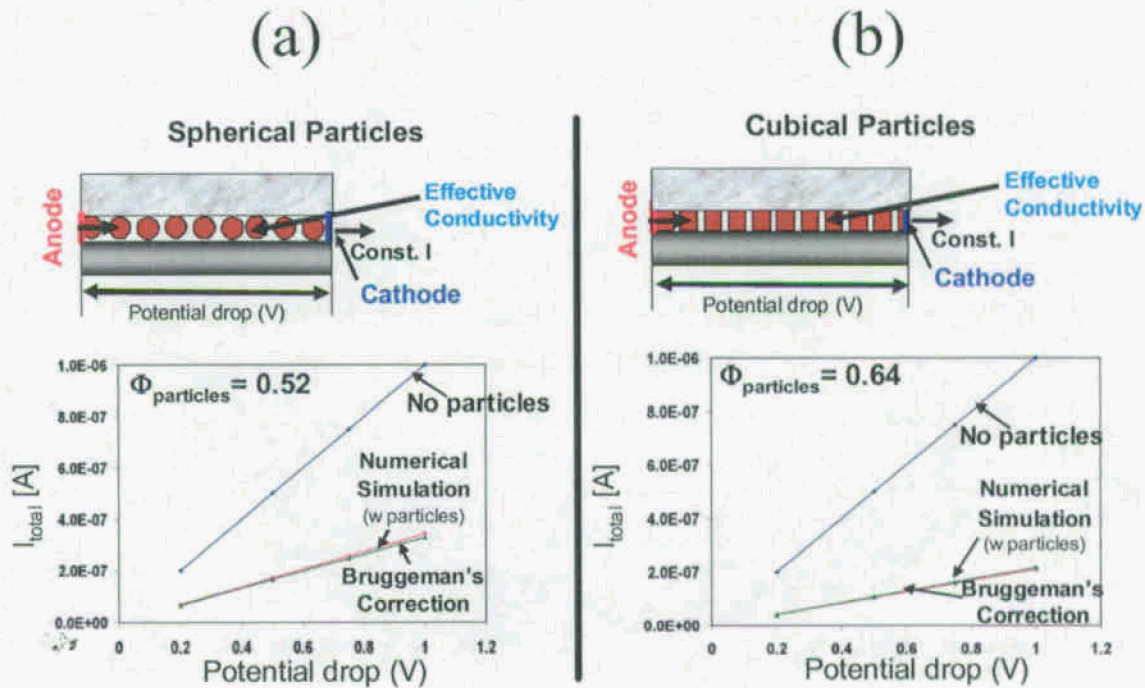 (a)
Spherical Particles
Anode
Effective
Conductivity
Const. I
Cathode
Potential drop (V)
Φparticles= 0.52
No particles
Numerical
Simulation
(w particles)
Bruggeman's
Correction
Itotal [A]
1.0E-06
8.0E-07
6.0E-07
4.0E-07
2.0E-07
0.0E+00
0 0.2 0.4 0.6 0.8 1 1.2
Potential drop (V)
(b)
Cubical Particles
Anode
Effective
Conductivity
Const. I
Cathode
Potential drop (V)
Φparticles= 0.64
No particles
Numerical
Simulation
(w particles)
Bruggeman's
Correction
Itotal [A]
1.0E-06
8.0E-07
6.0E-07
4.0E-07
2.0E-07
0.0E+00
0 0.2 0.4 0.6 0.8 1 1.2
Potential drop (V)